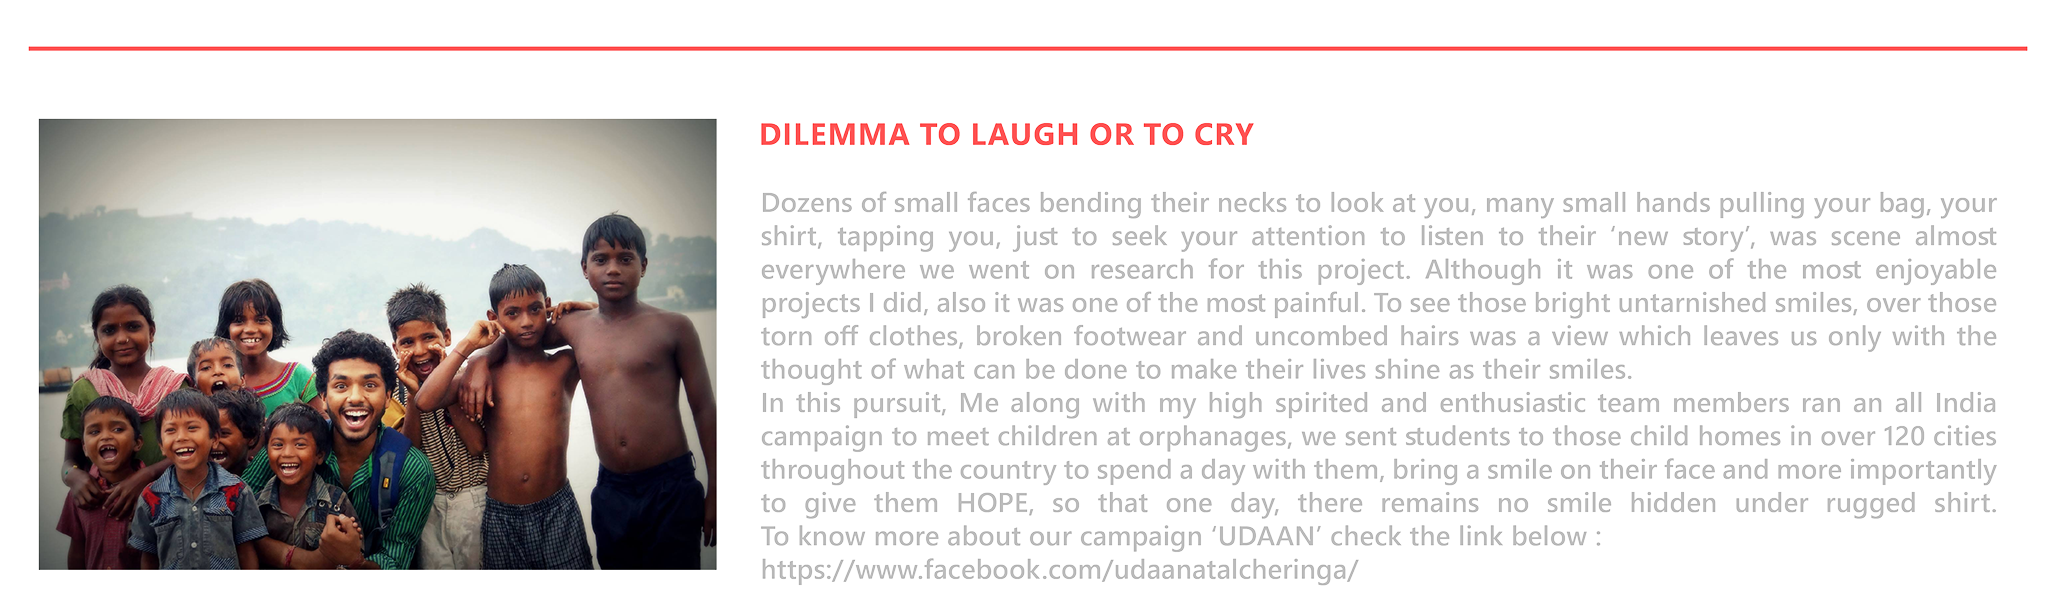 DILEMMA TO LAUGH OR TO CRY
Dozens of small faces bending their necks to look at you, many small hands pulling your bag, your
shirt, tapping you, just to seek your attention to listen to their ‘new story’, was scene almost
everywhere we went on research for this project. Although it was one of the most enjoyable
projects I did, also it was one of the most painful. To see those bright untarnished smiles, over those
torn off clothes, broken footwear and uncombed hairs was a view which leaves us only with the
thought of what can be done to make their lives shine as their smiles.
In this pursuit, Me along with my high spirited and enthusiastic team members ran an all India
campaign to meet children at orphanages, we sent students to those child homes in over 120 cities
throughout the country to spend a day with them, bring a smile on their face and more importantly
to give them HOPE, so that one day, there remains no smile hidden under rugged shirt.
To know more about our campaign ‘UDAAN’ check the link below :
https://www.facebook.com/udaanatalcheringa/